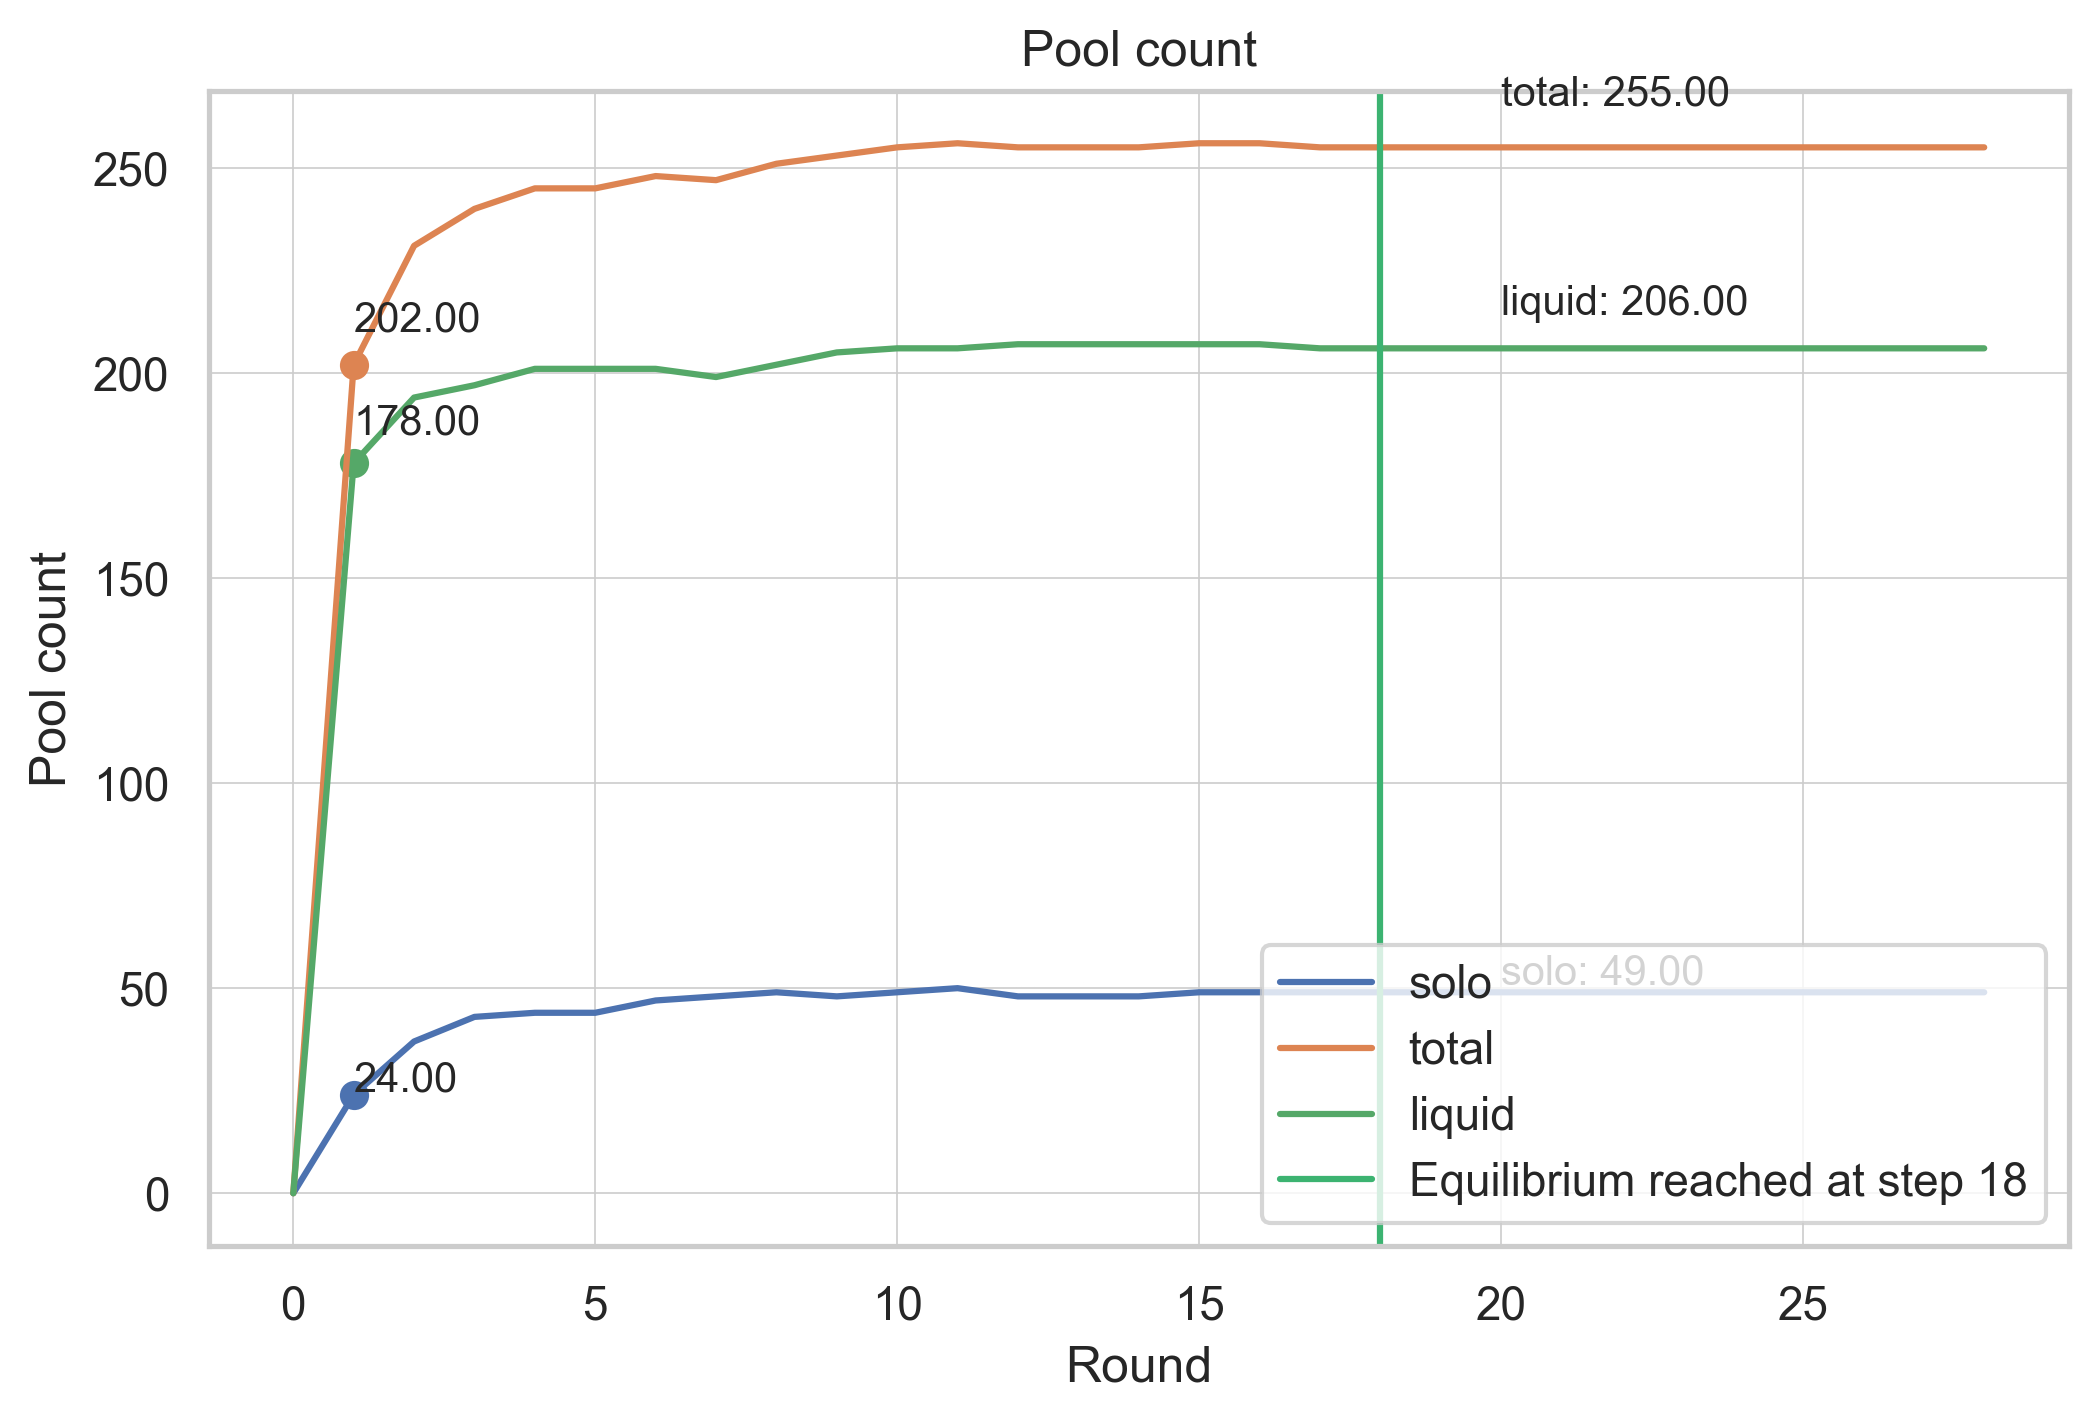 Pool count
total: 255.00
250
202.00
liquid: 206.00
200
178.00
150
Pool count
100
50
solo: 49.00
solo
total
24.00
liquid
0
Equilibrium reached at step 18
0 5 10 15 20 25
Round